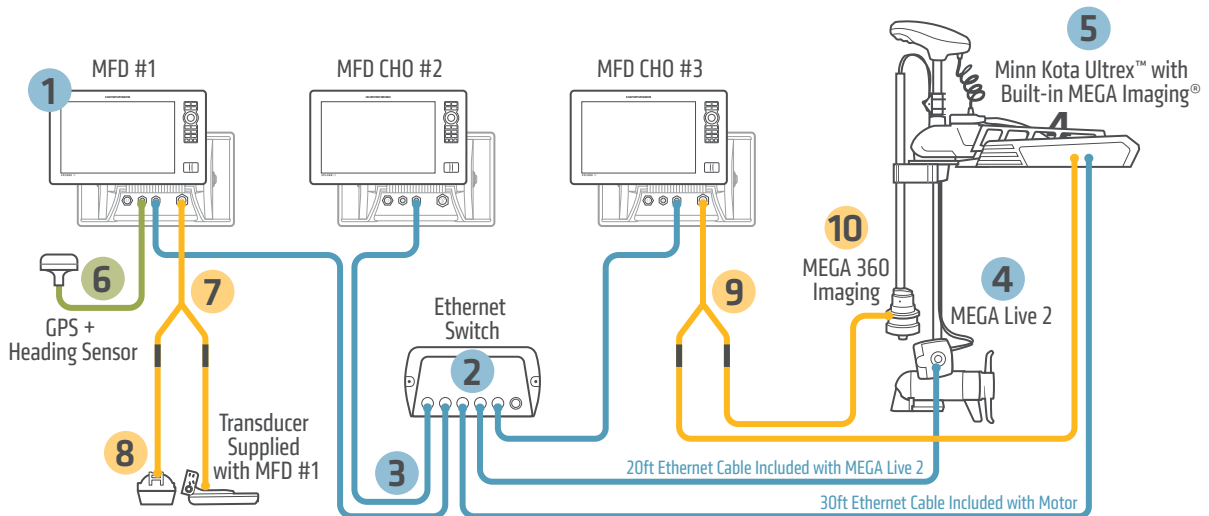 MFD #1
MFD CHO #2
MFD CHO #3
1
5
Minn Kota Ultrex™ with
Built-in MEGA Imaging®
4
6
GPS +
Heading Sensor
7
Ethernet
Switch
2
9
10
MEGA 360
Imaging
4
MEGA Live 2
8
Transducer
Supplied
with MFD #1
3
20ft Ethernet Cable Included with MEGA Live 2
30ft Ethernet Cable Included with Motor